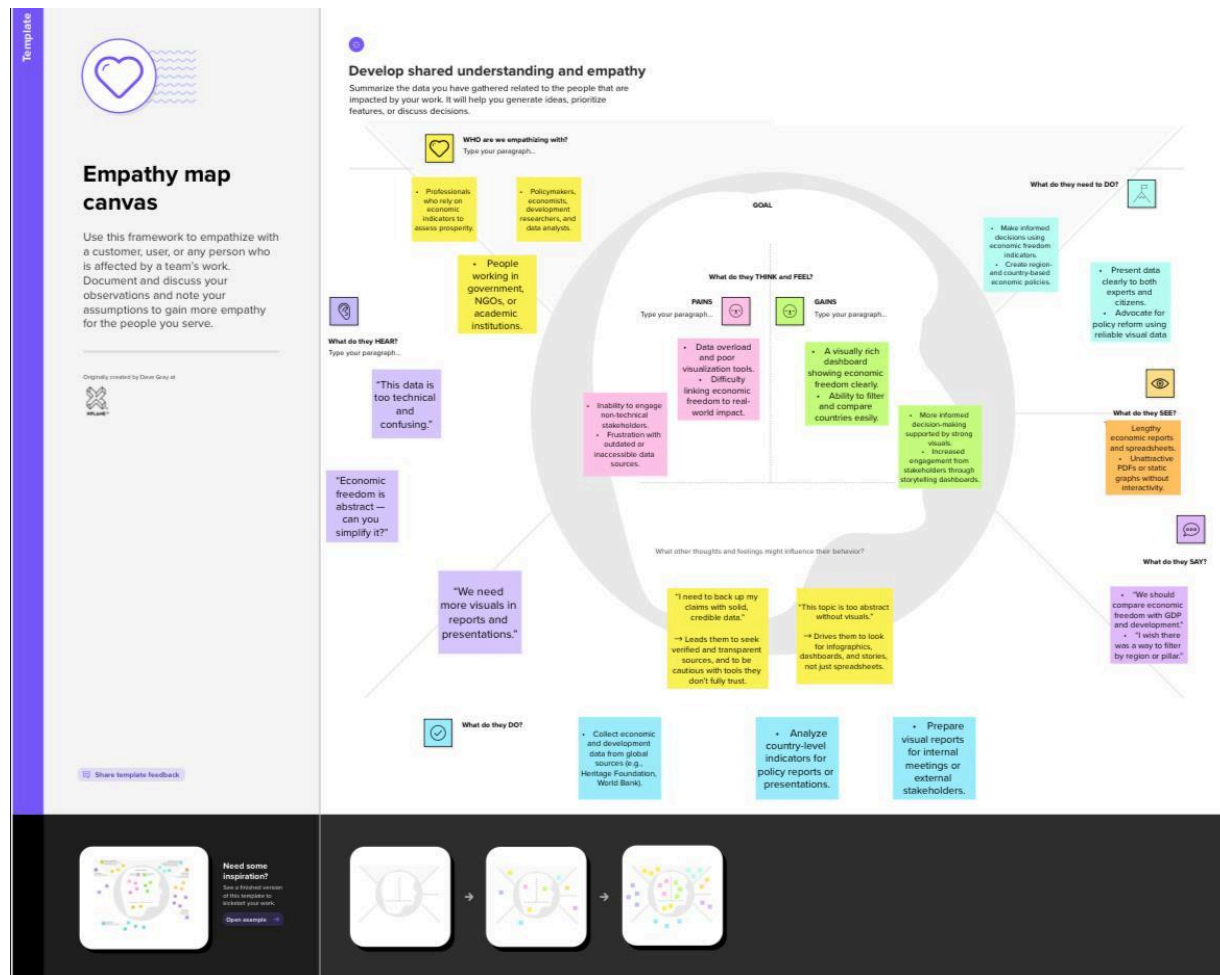 Template
Empathy map
canvas
Use this framework to empathize with
a customer, user, or any person who
is affected by a team's work.
Document and discuss your
observations and note your
assumptions to gain more empathy
for the people you serve.
Originally created by Dave Gray at
XPLANE
Share template feedback
Develop shared understanding and empathy
Summarize the data you have gathered related to the people that are
impacted by your work. It will help you generate ideas, prioritize
features, or discuss decisions.
WHO are we empathizing with?
Type your paragraph...
• Professionals
who rely on
economic
indicators to
assess prosperity.
• Policymakers,
economists,
development
researchers, and
data analysts.
• People
working in
government,
NGOs, or
academic
institutions.
What do they HEAR?
Type your paragraph...
"This data is
too technical
and
confusing."
"Economic
freedom is
abstract —
can you
simplify it?"
"We need
more visuals in
reports and
presentations."
GOAL
What do they THINK and FEEL?
PAINS
Type your paragraph...
GAINS
Type your paragraph...
• Data overload
and poor
visualization tools.
• Difficulty
linking economic
freedom to real-
world impact.
• Inability to engage
non-technical
stakeholders.
• Frustration with
outdated or
inaccessible data
sources.
• A visually rich
dashboard
showing economic
freedom clearly.
• Ability to filter
and compare
countries easily.
• More informed
decision-making
supported by strong
visuals.
• Increased
engagement from
stakeholders through
storytelling dashboards.
What other thoughts and feelings might influence their behavior?
"I need to back up my
claims with solid,
credible data."
→ Leads them to seek
verified and transparent
sources, and to be
cautious with tools they
don't fully trust.
"This topic is too abstract
without visuals."
→ Drives them to look
for infographics,
dashboards, and stories,
not just spreadsheets.
What do they need to DO?
• Make informed
decisions using
economic freedom
indicators.
• Create region-
and country-based
economic policies.
• Present data
clearly to both
experts and
citizens.
• Advocate for
policy reform using
reliable visual data
What do they SEE?
Lengthy
economic reports
and spreadsheets.
• Unattractive
PDFs or static
graphs without
interactivity.
What do they SAY?
• "We should
compare economic
freedom with GDP
and development."
• "I wish there
was a way to filter
by region or pillar."
What do they DO?
• Collect economic
and development
data from global
sources (e.g.,
Heritage Foundation,
World Bank).
• Analyze
country-level
indicators for
policy reports or
presentations.
• Prepare
visual reports
for internal
meetings or
external
stakeholders.
Need some
inspiration?
See a finished version
of this template to
kickstart your work.
Open example →